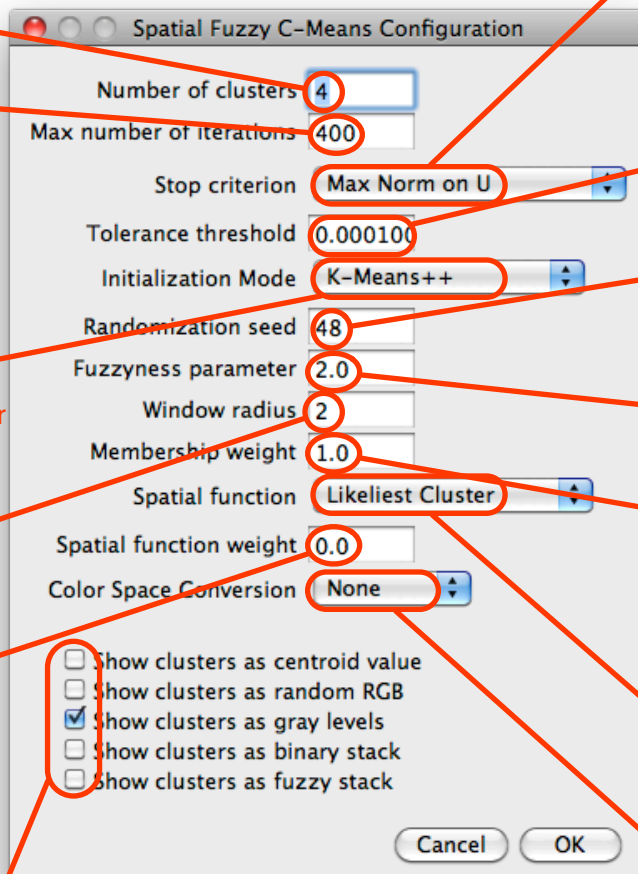 Spatial Fuzzy C-Means Configuration
Number of clusters 4
Max number of iterations 400
Stop criterion Max Norm on U
Tolerance threshold 0.000100
Initialization Mode K-Means++
Randomization seed 48
Fuzzyness parameter 2.0
r
Window radius 2
Membership weight 1.0
Spatial function Likeliest Cluster
Spatial function weight 0.0
Color Space Conversion None
Show clusters as centroid value
Show clusters as random RGB
Show clusters as gray levels
Show clusters as binary stack
Show clusters as fuzzy stack
Cancel OK